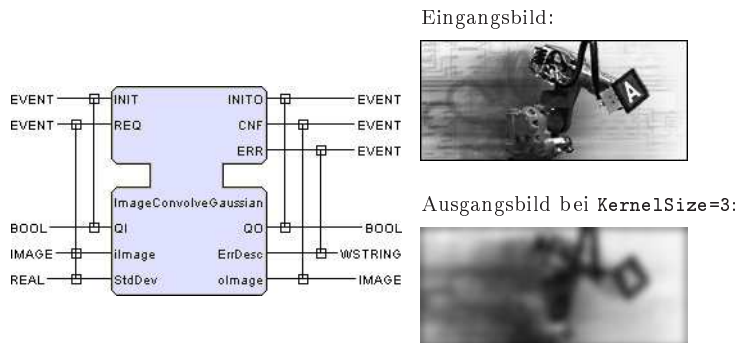 Eingangsbild:
A
EVENT INIT INITO EVENT
EVENT REQ CNF EVENT
ERR EVENT
ImageConvolveGaussian
BOOL QI QO BOOL
IMAGE iImage ErrDesc WSTRING
REAL StdDev oImage IMAGE
Ausgangsbild bei KernelSize=3: